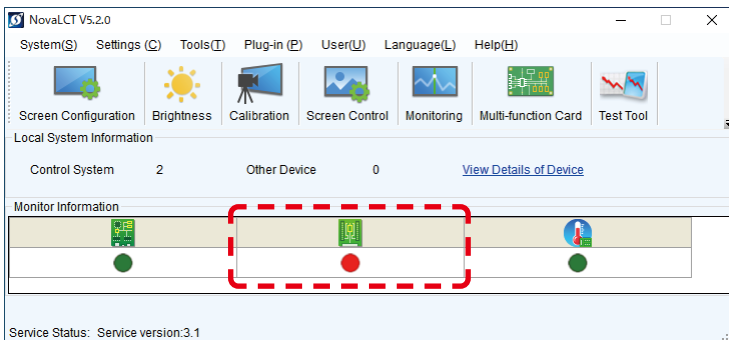 NovaLCT V5.2.0
System(S) Settings (C) Tools(T) Plug-in (P) User(U) Language(L) Help(H)
Screen Configuration Brightness Calibration Screen Control Monitoring Multi-function Card Test Tool
Local System Information
Control System 2 Other Device 0 View Details of Device
Monitor Information
Service Status: Service version:3.1